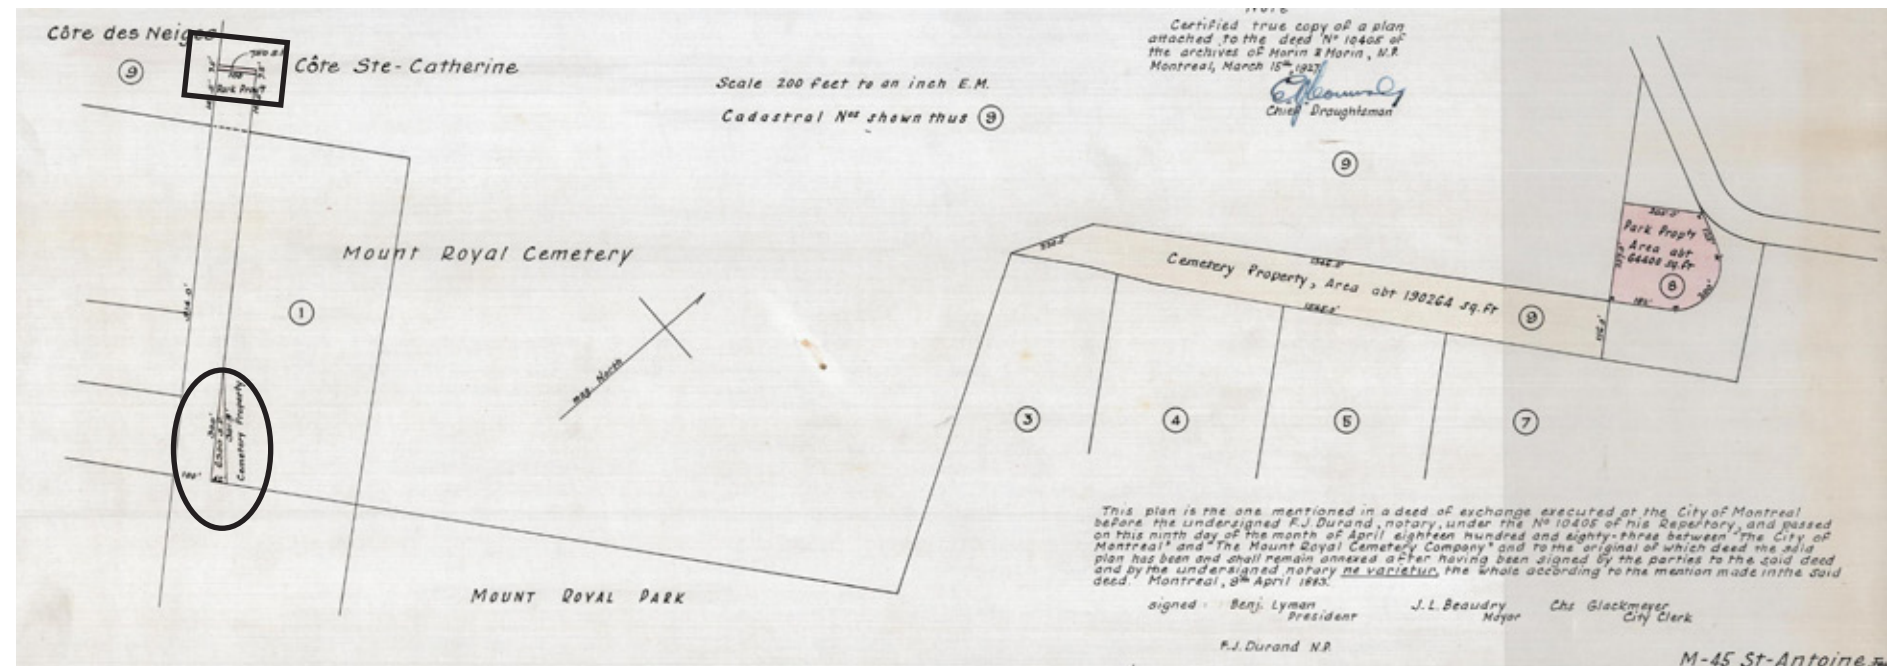 Note
Certified true copy of a plan
attached to the deed Nº 10405 of
the archives of Morin & Morin, N.P.
Montreal, March 15th, 1927
Chief Draughtsman
Côte des Neiges
9
Côte Ste-Catherine
100'
Park Prop'y
Scale 200 feet to an inch E.M.
Cadastral Nos shown thus 9
9
Mount Royal Cemetery
1
mag. North
Cemetery Property, Area abt 190264 sq.ft
9
Park Propty
Area abt
64400 sq.ft
8
Cemetery Property
100'
3
4
5
7
MOUNT ROYAL PARK
This plan is the one mentioned in a deed of exchange executed at the City of Montreal
before the undersigned F.J. Durand, notary, under the Nº 10405 of his Repertory, and passed
on this ninth day of the month of April eighteen hundred and eighty-three between "The City of
Montreal" and "The Mount Royal Cemetery Company" and to the original of which deed the said
plan has been and shall remain annexed after having been signed by the parties to the said deed
and by the undersigned notary ne varietur, the whole according to the mention made in the said
deed." Montreal, 9th April 1883.
signed: Benj. Lyman J.L. Beaudry Chs Glackmeyer
President Mayor City Clerk
F.J. Durand N.P.
M-45 St-Antoine